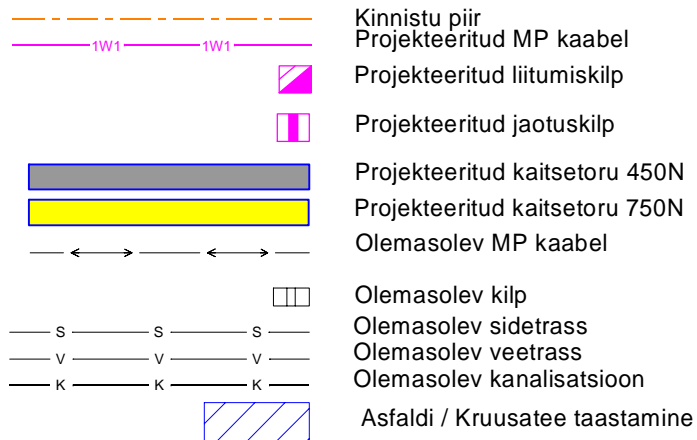 Kinnistu piir
1W1 1W1 Projekteeritud MP kaabel
Projekteeritud liitumiskilp
Projekteeritud jaotuskilp
Projekteeritud kaitsetoru 450N
Projekteeritud kaitsetoru 750N
Olemasolev MP kaabel
Olemasolev kilp
S S S Olemasolev sidetrass
V V V Olemasolev veetrass
K K K Olemasolev kanalisatsioon
Asfaldi / Kruusatee taastamine